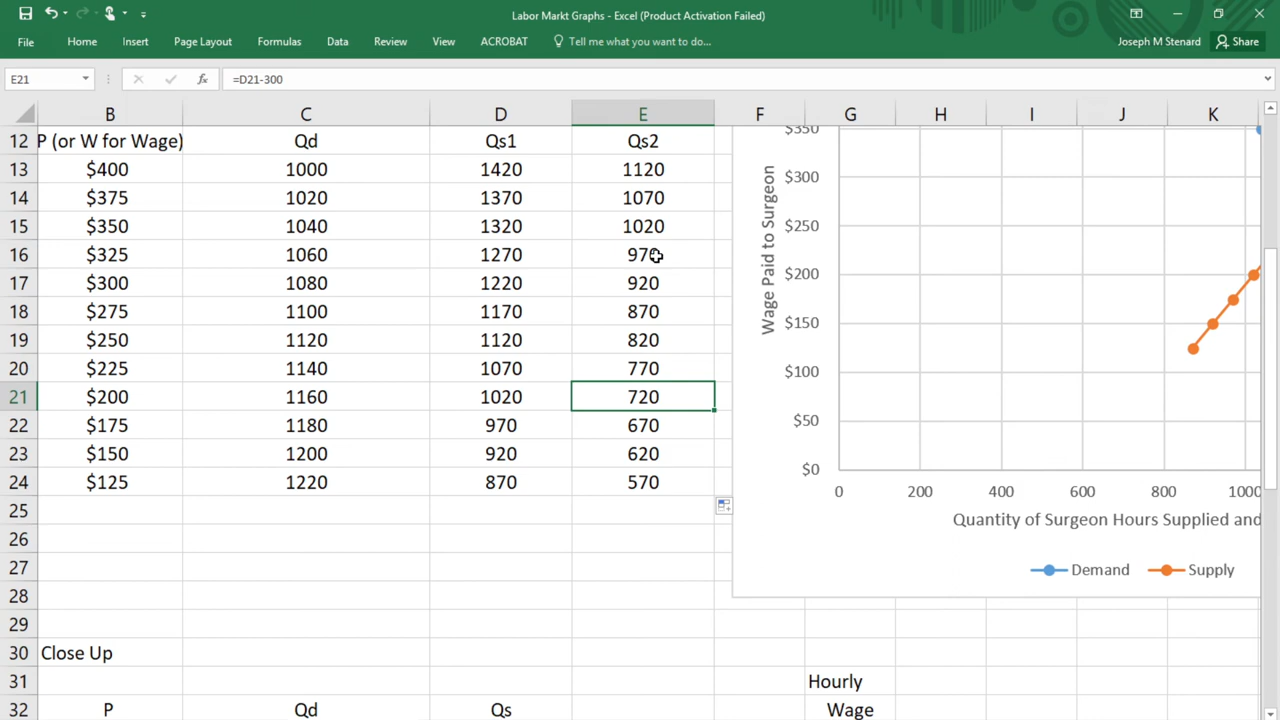 Labor Markt Graphs - Excel (Product Activation Failed)
File Home Insert Page Layout Formulas Data Review View ACROBAT Tell me what you want to do... Joseph M Stenard Share
E21 fx =D21-300
B C D E F G H I J K
12 P (or W for Wage) Qd Qs1 Qs2
13 $400 1000 1420 1120
14 $375 1020 1370 1070
15 $350 1040 1320 1020
16 $325 1060 1270 970
17 $300 1080 1220 920
18 $275 1100 1170 870
19 $250 1120 1120 820
20 $225 1140 1070 770
21 $200 1160 1020 720
22 $175 1180 970 670
23 $150 1200 920 620
24 $125 1220 870 570
25
26
27
28
29
30 Close Up
31 Hourly
32 P Qd Qs Wage
Wage Paid to Surgeon
$350
$300
$250
$200
$150
$100
$50
$0
0 200 400 600 800 1000
Quantity of Surgeon Hours Supplied and
Demand Supply